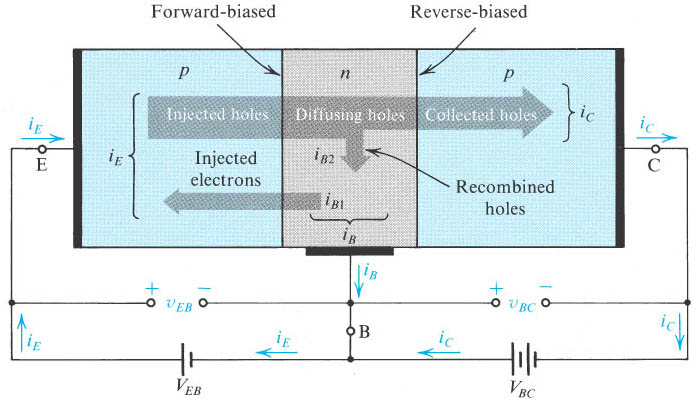 Forward-biased
Reverse-biased
p
n
p
Injected holes
Diffusing holes
Collected holes
i_E
E
i_E
i_C
i_C
C
Injected
electrons
i_B2
Recombined
holes
i_B1
i_B
i_B
+ v_EB −
+ v_BC −
B
i_E
i_E
i_C
i_C
V_EB
V_BC